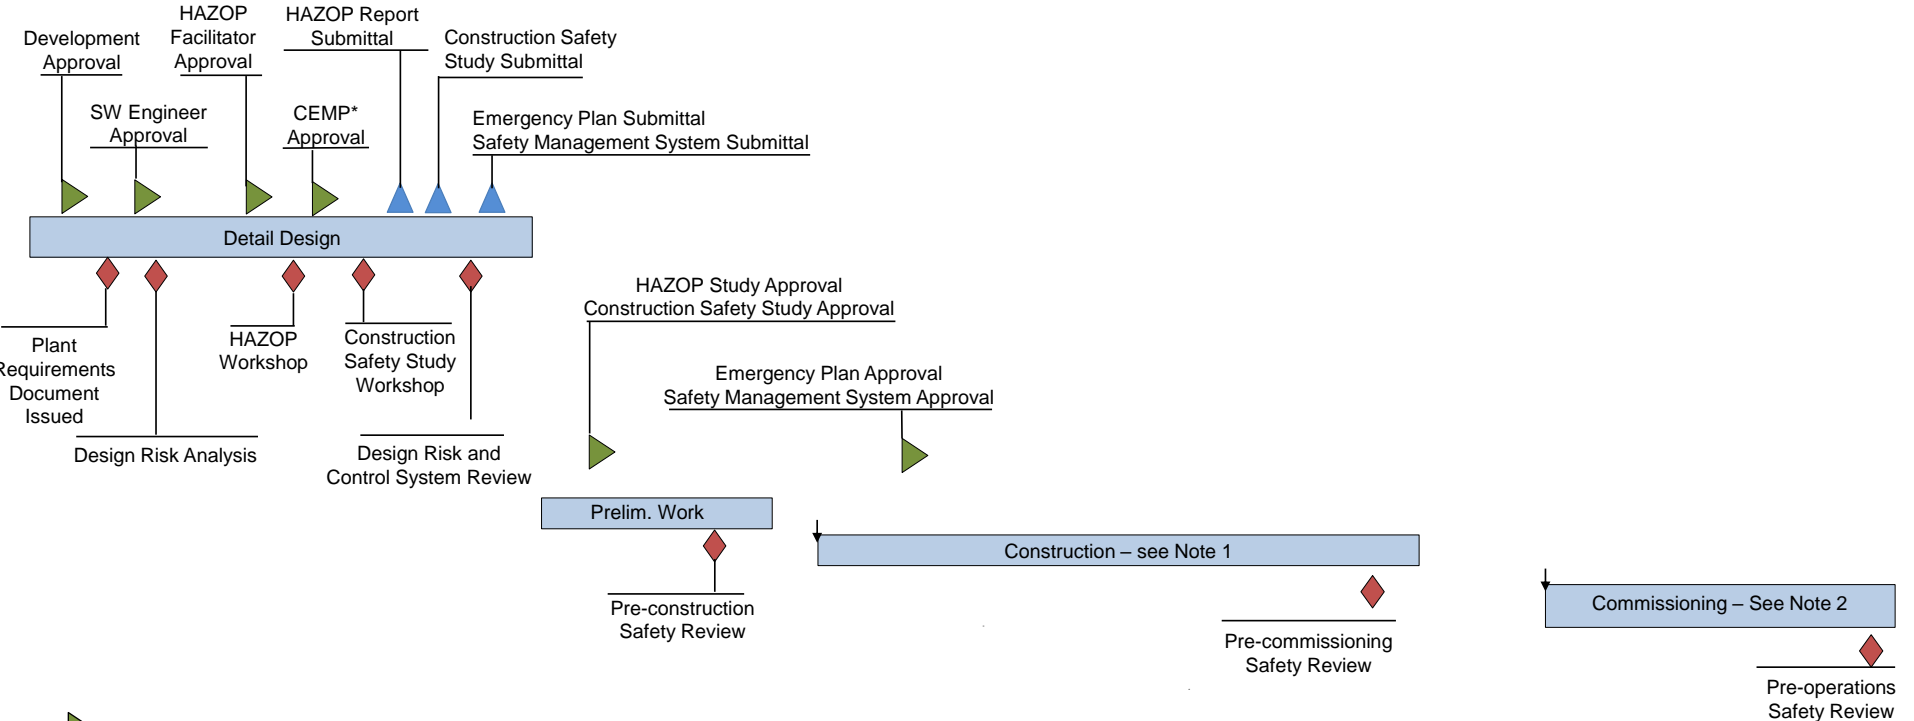 Development
Approval
HAZOP
Facilitator
Approval
HAZOP Report
Submittal
Construction Safety
Study Submittal
SW Engineer
Approval
CEMP*
Approval
Emergency Plan Submittal
Safety Management System Submittal
Detail Design
Plant
Requirements
Document
Issued
Design Risk Analysis
HAZOP
Workshop
Construction
Safety Study
Workshop
Design Risk and
Control System Review
HAZOP Study Approval
Construction Safety Study Approval
Emergency Plan Approval
Safety Management System Approval
Prelim. Work
Pre-construction
Safety Review
Construction – see Note 1
Pre-commissioning
Safety Review
Commissioning – See Note 2
Pre-operations
Safety Review